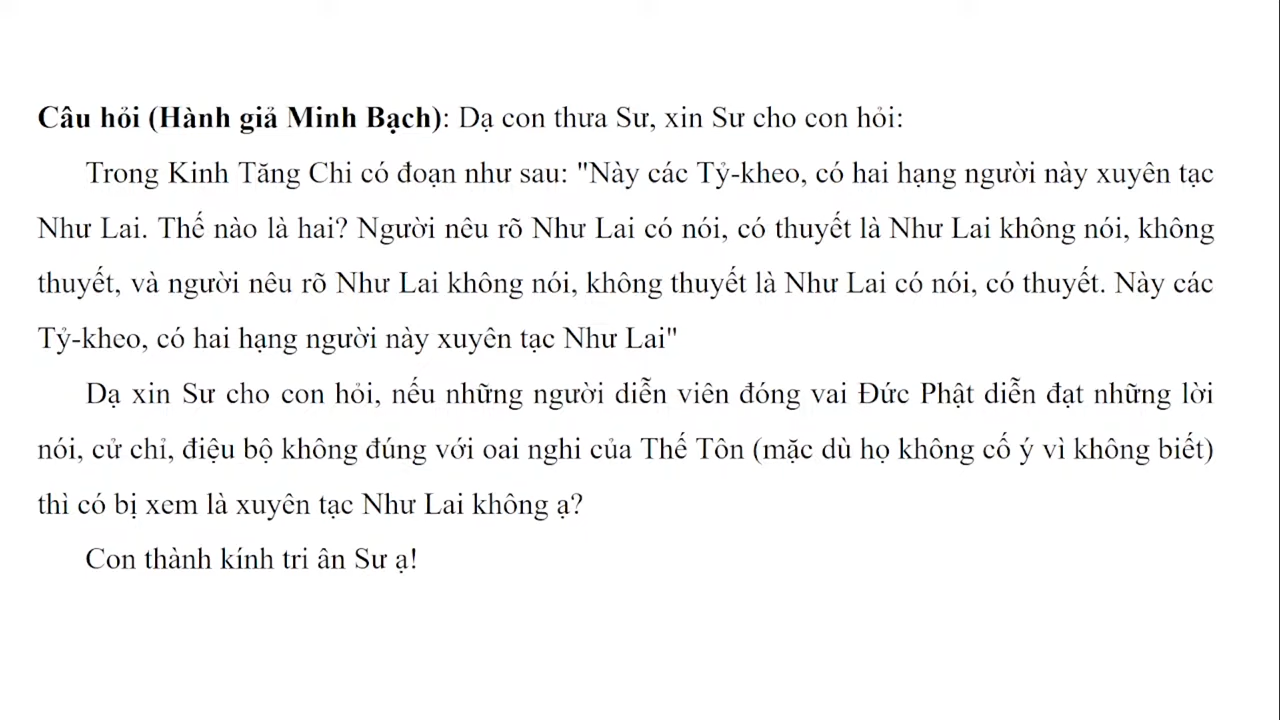 Câu hỏi (Hành giả Minh Bạch): Dạ con thưa Sư, xin Sư cho con hỏi:
Trong Kinh Tăng Chi có đoạn như sau: "Này các Tỷ-kheo, có hai hạng người này xuyên tạc
Như Lai. Thế nào là hai? Người nêu rõ Như Lai có nói, có thuyết là Như Lai không nói, không
thuyết, và người nêu rõ Như Lai không nói, không thuyết là Như Lai có nói, có thuyết. Này các
Tỷ-kheo, có hai hạng người này xuyên tạc Như Lai"
Dạ xin Sư cho con hỏi, nếu những người diễn viên đóng vai Đức Phật diễn đạt những lời
nói, cử chỉ, điệu bộ không đúng với oai nghi của Thế Tôn (mặc dù họ không cố ý vì không biết)
thì có bị xem là xuyên tạc Như Lai không ạ?
Con thành kính tri ân Sư ạ!